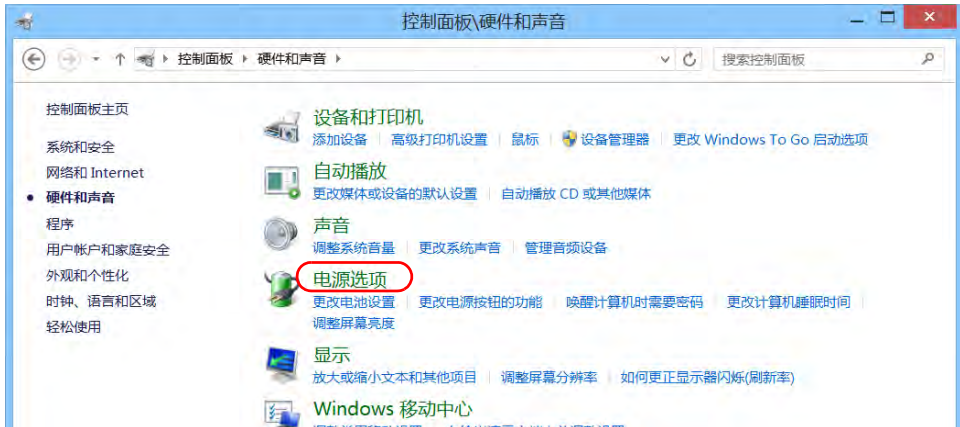 控制面板\硬件和声音
控制面板 硬件和声音
搜索控制面板
控制面板主页
系统和安全
网络和 Internet
硬件和声音
程序
用户帐户和家庭安全
外观和个性化
时钟、语言和区域
轻松使用
设备和打印机
添加设备 高级打印机设置 鼠标 设备管理器 更改 Windows To Go 启动选项
自动播放
更改媒体或设备的默认设置 自动播放 CD 或其他媒体
声音
调整系统音量 更改系统声音 管理音频设备
电源选项
更改电池设置 更改电源按钮的功能 唤醒计算机时需要密码 更改计算机睡眠时间
调整屏幕亮度
显示
放大或缩小文本和其他项目 调整屏幕分辨率 如何更正显示器闪烁(刷新率)
Windows 移动中心